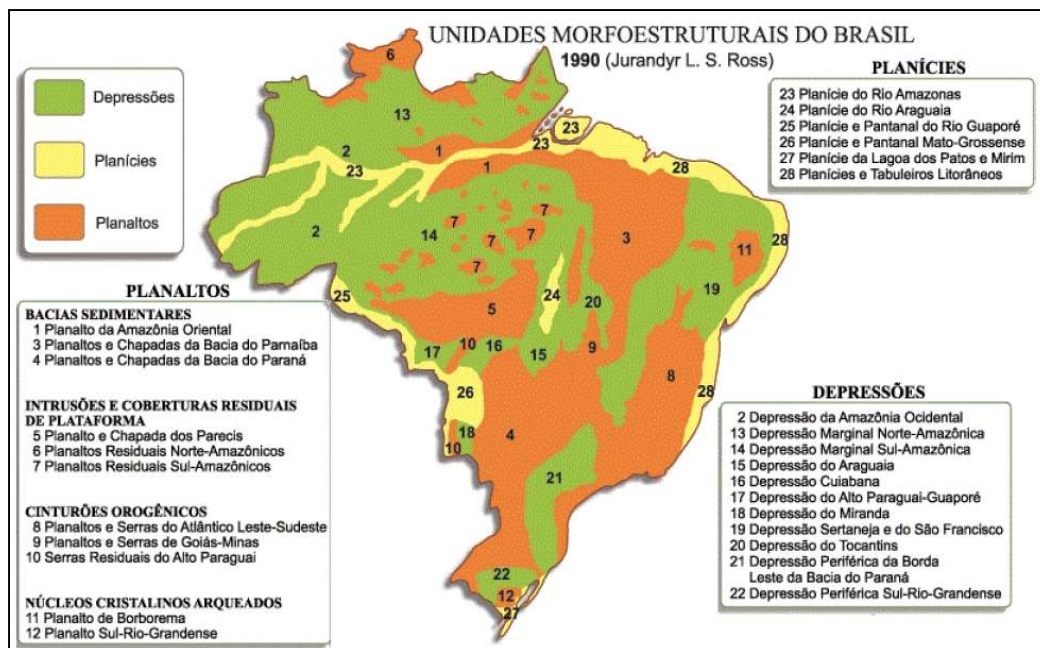 UNIDADES MORFOESTRUTURAIS DO BRASIL
1990 (Jurandyr L. S. Ross)
Depressões
Planícies
Planaltos
PLANÍCIES
23 Planície do Rio Amazonas
24 Planície do Rio Araguaia
25 Planície e Pantanal do Rio Guaporé
26 Planície e Pantanal Mato-Grossense
27 Planície da Lagoa dos Patos e Mirim
28 Planícies e Tabuleiros Litorâneos
6
13
23
1
23
2
1
28
23
7
7
2
14
7
7
3
11
28
7
25
24
20
19
5
17
10
16
15
9
26
8
28
18
4
10
21
22
12
27
PLANALTOS
BACIAS SEDIMENTARES
1 Planalto da Amazônia Oriental
3 Planaltos e Chapadas da Bacia do Parnaíba
4 Planaltos e Chapadas da Bacia do Paraná
INTRUSÕES E COBERTURAS RESIDUAIS
DE PLATAFORMA
5 Planalto e Chapada dos Parecis
6 Planaltos Residuais Norte-Amazônicos
7 Planaltos Residuais Sul-Amazônicos
CINTURÕES OROGÊNICOS
8 Planaltos e Serras do Atlântico Leste-Sudeste
9 Planaltos e Serras de Goiás-Minas
10 Serras Residuais do Alto Paraguai
NÚCLEOS CRISTALINOS ARQUEADOS
11 Planalto de Borborema
12 Planalto Sul-Rio-Grandense
DEPRESSÕES
2 Depressão da Amazônia Ocidental
13 Depressão Marginal Norte-Amazônica
14 Depressão Marginal Sul-Amazônica
15 Depressão do Araguaia
16 Depressão Cuiabana
17 Depressão do Alto Paraguai-Guaporé
18 Depressão do Miranda
19 Depressão Sertaneja e do São Francisco
20 Depressão do Tocantins
21 Depressão Periférica da Borda
Leste da Bacia do Paraná
22 Depressão Periférica Sul-Rio-Grandense